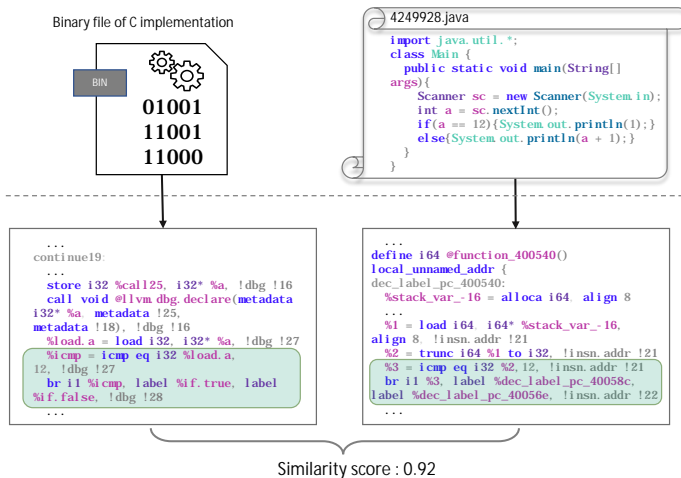 Binary file of C implementation
BIN
01001
11001
11000
4249928.java
import java.util.*;
class Main {
public static void main(String[]
args){
Scanner sc = new Scanner(System.in);
int a = sc.nextInt();
if(a == 12){System.out.println(1);}
else{System.out.println(a + 1);}
}
}
...
continue19:
...
store i32 %call25, i32* %a, !dbg !16
call void @llvm.dbg.declare(metadata
i32* %a, metadata !25,
metadata !18), !dbg !16
%load.a = load i32, i32* %a, !dbg !27
%icmp = icmp eq i32 %load.a,
12, !dbg !27
br i1 %icmp, label %if.true, label
%if.false, !dbg !28
...
...
define i64 @function_400540()
local_unnamed_addr {
dec_label_pc_400540:
%stack_var_-16 = alloca i64, align 8
...
%1 = load i64, i64* %stack_var_-16,
align 8, !insn.addr !21
%2 = trunc i64 %1 to i32, !insn.addr !21
%3 = icmp eq i32 %2, 12, !insn.addr !21
br i1 %3, label %dec_label_pc_40058c,
label %dec_label_pc_40056e, !insn.addr !22
...
Similarity score : 0.92